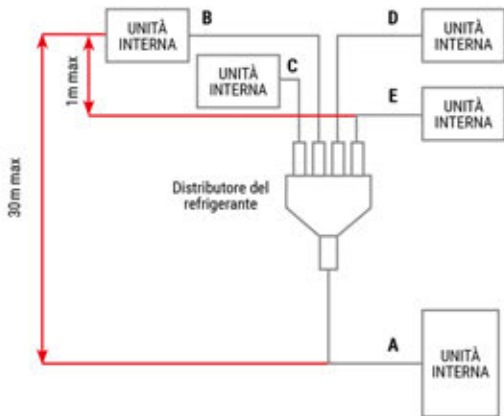 UNITÀ
INTERNA
B
D
UNITÀ
INTERNA
UNITÀ
INTERNA
C
E
UNITÀ
INTERNA
1m max
30m max
Distributore del
refrigerante
A
UNITÀ
INTERNA